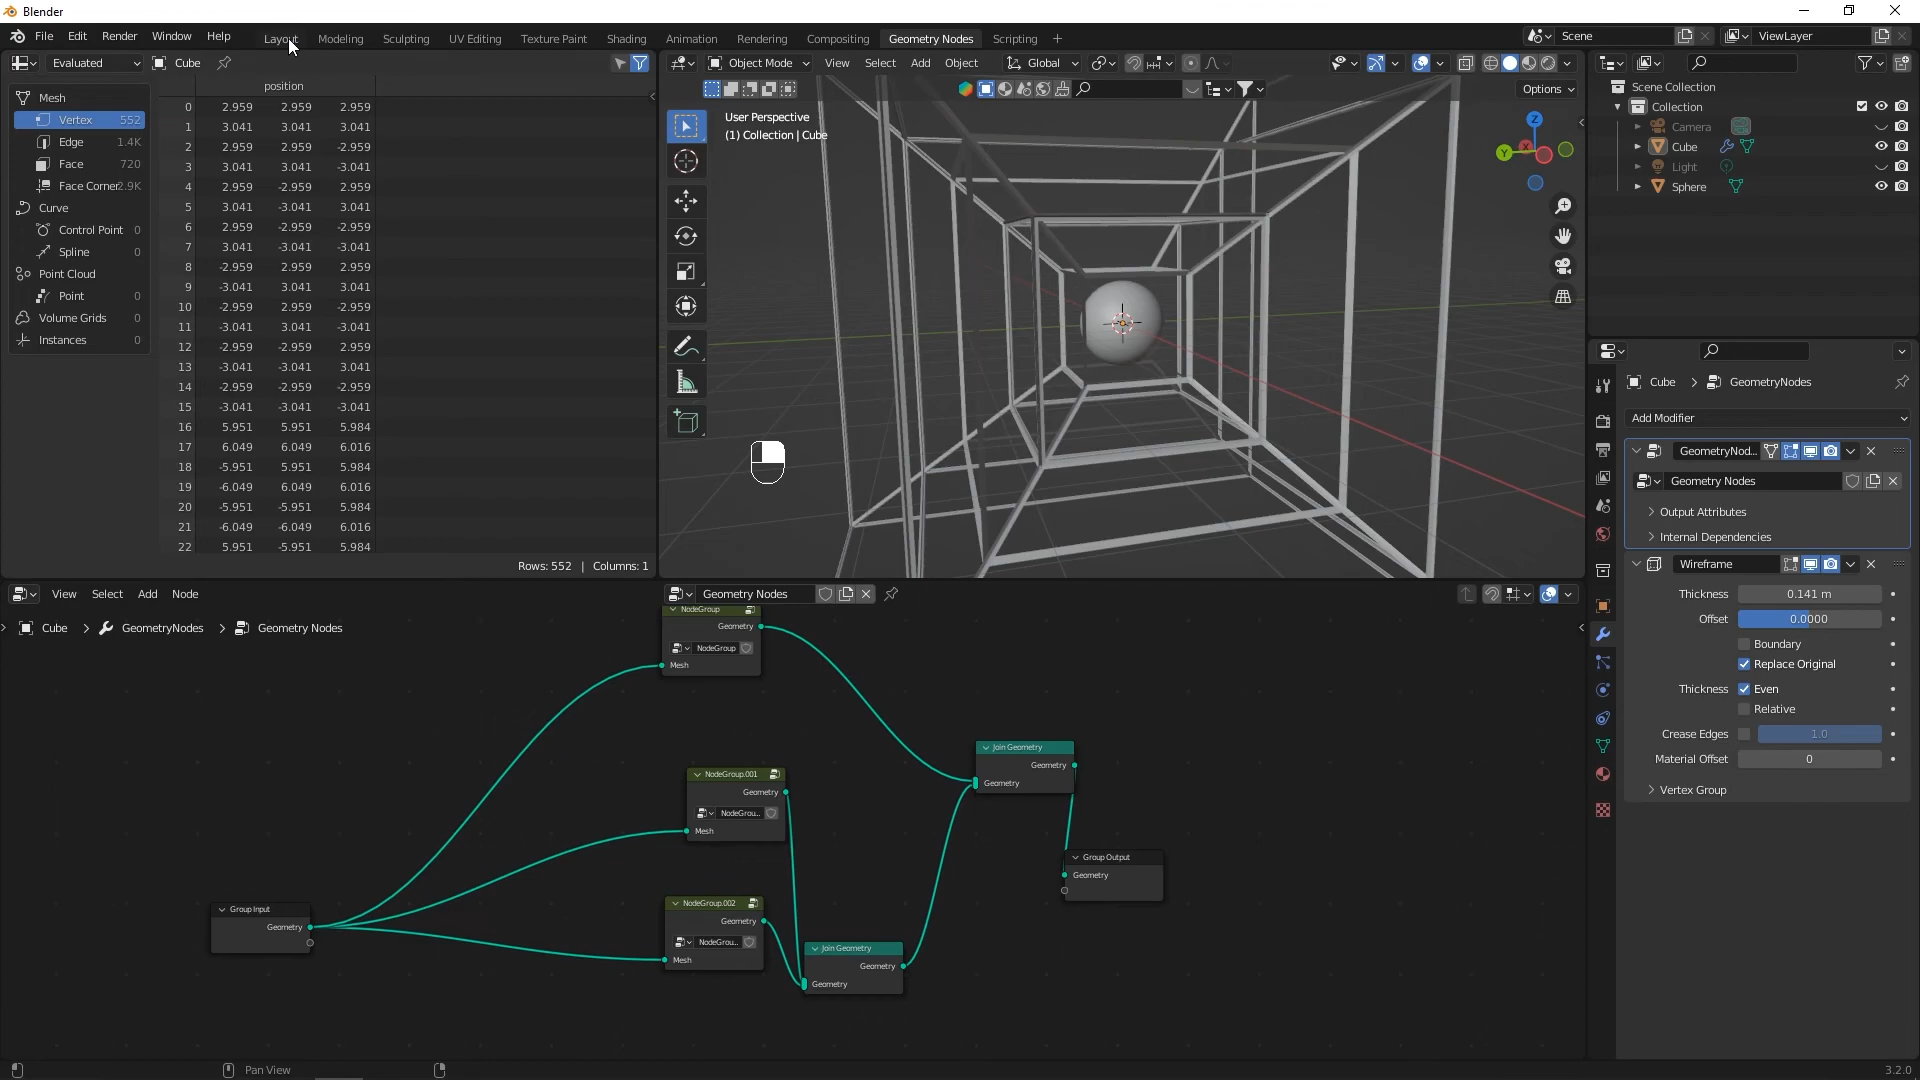 Blender
File Edit Render Window Help Layout Modeling Sculpting UV Editing Texture Paint Shading Animation Rendering Compositing Geometry Nodes Scripting + Scene ViewLayer
Evaluated Cube
Mesh
Vertex 552
Edge 1.4K
Face 720
Face Corner 2.9K
Curve
Control Point 0
Spline 0
Point Cloud
Point 0
Volume Grids 0
Instances 0
position
0 2.959 2.959 2.959
1 3.041 3.041 3.041
2 2.959 2.959 -2.959
3 3.041 3.041 -3.041
4 2.959 -2.959 2.959
5 3.041 -3.041 3.041
6 2.959 -2.959 -2.959
7 3.041 -3.041 -3.041
8 -2.959 2.959 2.959
9 -3.041 3.041 3.041
10 -2.959 2.959 -2.959
11 -3.041 3.041 -3.041
12 -2.959 -2.959 2.959
13 -3.041 -3.041 3.041
14 -2.959 -2.959 -2.959
15 -3.041 -3.041 -3.041
16 5.951 5.951 5.984
17 6.049 6.049 6.016
18 -5.951 5.951 5.984
19 -6.049 6.049 6.016
20 -5.951 -5.951 5.984
21 -6.049 -6.049 6.016
22 5.951 -5.951 5.984
Rows: 552 | Columns: 1
Object Mode View Select Add Object Global
Options
User Perspective
(1) Collection | Cube
Z
Y
X
Scene Collection
Collection
Camera
Cube
Light
Sphere
Cube > GeometryNodes
Add Modifier
GeometryNod...
Geometry Nodes
Output Attributes
Internal Dependencies
Wireframe
Thickness 0.141 m
Offset 0.0000
Boundary
Replace Original
Thickness Even
Relative
Crease Edges 1.0
Material Offset 0
Vertex Group
View Select Add Node Geometry Nodes
Cube > GeometryNodes > Geometry Nodes
NodeGroup
Geometry
NodeGroup
Mesh
NodeGroup.001
Geometry
NodeGrou..
Mesh
NodeGroup.002
Geometry
NodeGrou..
Mesh
Group Input
Geometry
Join Geometry
Geometry
Geometry
Join Geometry
Geometry
Geometry
Group Output
Geometry
Pan View
3.2.0